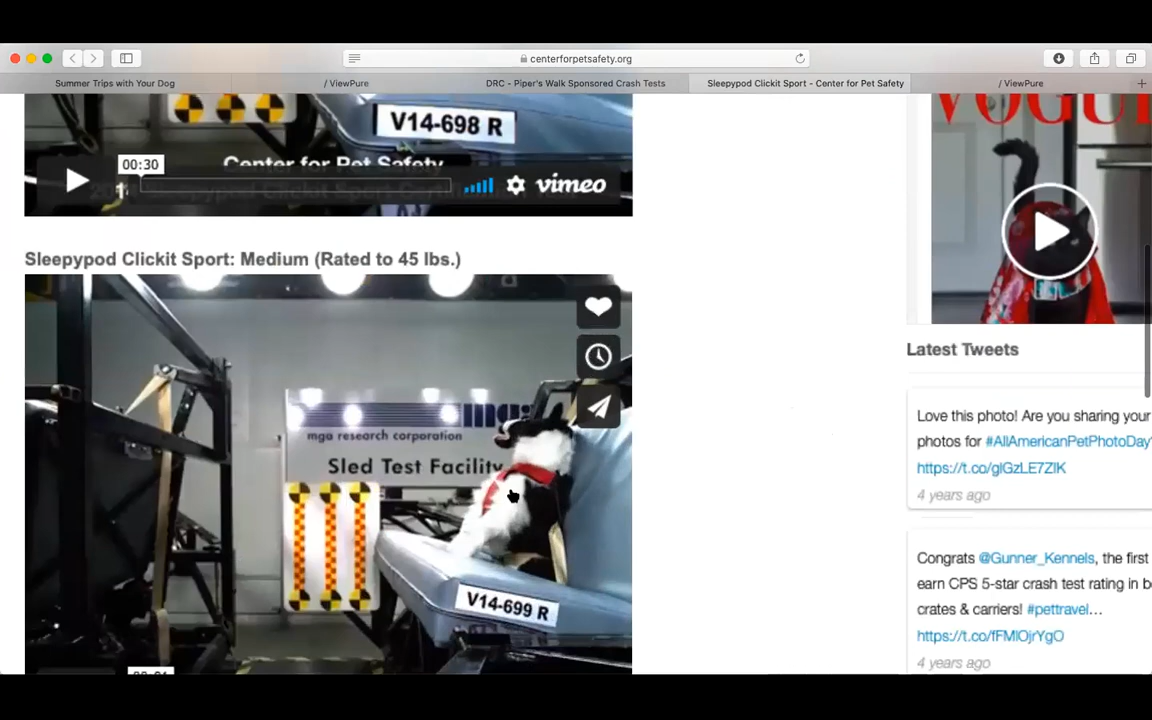 centerforpetsafety.org
Summer Trips with Your Dog
/ ViewPure
DRC - Piper's Walk Sponsored Crash Tests
Sleepypod Clickit Sport - Center for Pet Safety
/ ViewPure
V14-698 R
00:30
Center for Pet Safety
vimeo
Sleepypod Clickit Sport: Medium (Rated to 45 lbs.)
mga
mga research corporation
Sled Test Facility
V14-699 R
VOGU
Latest Tweets
Love this photo! Are you sharing your
photos for #AllAmericanPetPhotoDay
https://t.co/glGzLE7ZIK
4 years ago
Congrats @Gunner_Kennels, the first
earn CPS 5-star crash test rating in b
crates & carriers! #pettravel…
https://t.co/fFMlOjrYgO
4 years ago